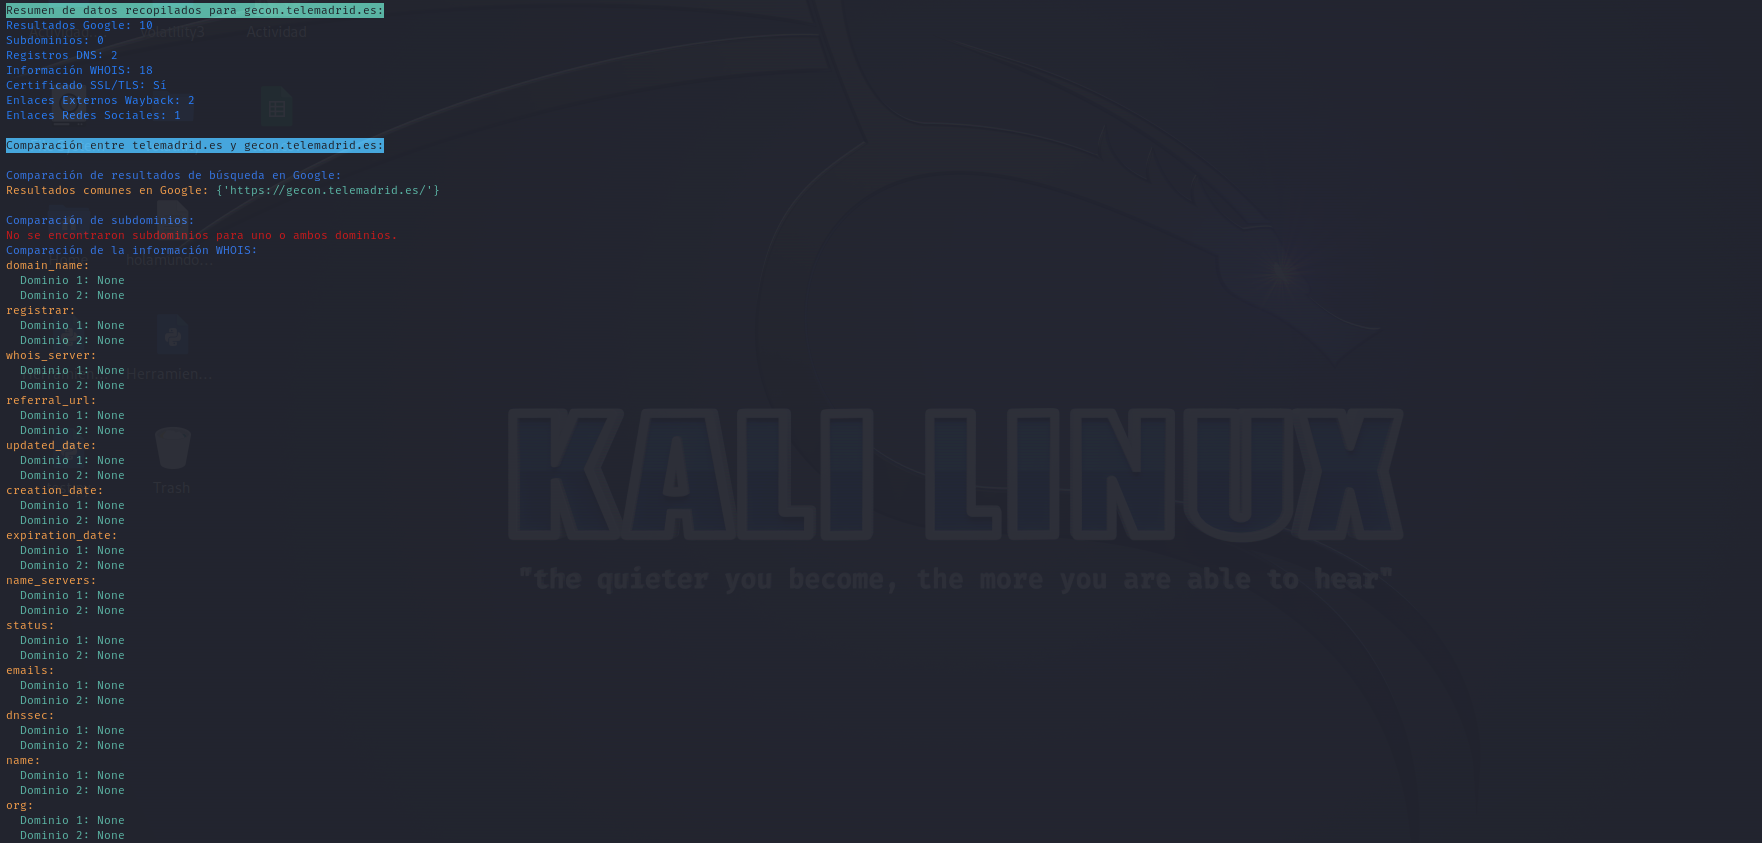 Resumen de datos recopilados para gecon.telemadrid.es:
Resultados Google: 10
Subdominios: 0
Registros DNS: 2
Información WHOIS: 18
Certificado SSL/TLS: Sí
Enlaces Externos Wayback: 2
Enlaces Redes Sociales: 1
Comparación entre telemadrid.es y gecon.telemadrid.es:
Comparación de resultados de búsqueda en Google:
Resultados comunes en Google: {'https://gecon.telemadrid.es/'}
Comparación de subdominios:
No se encontraron subdominios para uno o ambos dominios.
Comparación de la información WHOIS:
domain_name:
Dominio 1: None
Dominio 2: None
registrar:
Dominio 1: None
Dominio 2: None
whois_server:
Dominio 1: None
Dominio 2: None
referral_url:
Dominio 1: None
Dominio 2: None
updated_date:
Dominio 1: None
Dominio 2: None
creation_date:
Dominio 1: None
Dominio 2: None
expiration_date:
Dominio 1: None
Dominio 2: None
name_servers:
Dominio 1: None
Dominio 2: None
status:
Dominio 1: None
Dominio 2: None
emails:
Dominio 1: None
Dominio 2: None
dnssec:
Dominio 1: None
Dominio 2: None
name:
Dominio 1: None
Dominio 2: None
org:
Dominio 1: None
Dominio 2: None
Actividad
Herramien...
Trash
KALI LINUX
"the quieter you become, the more you are able to hear"